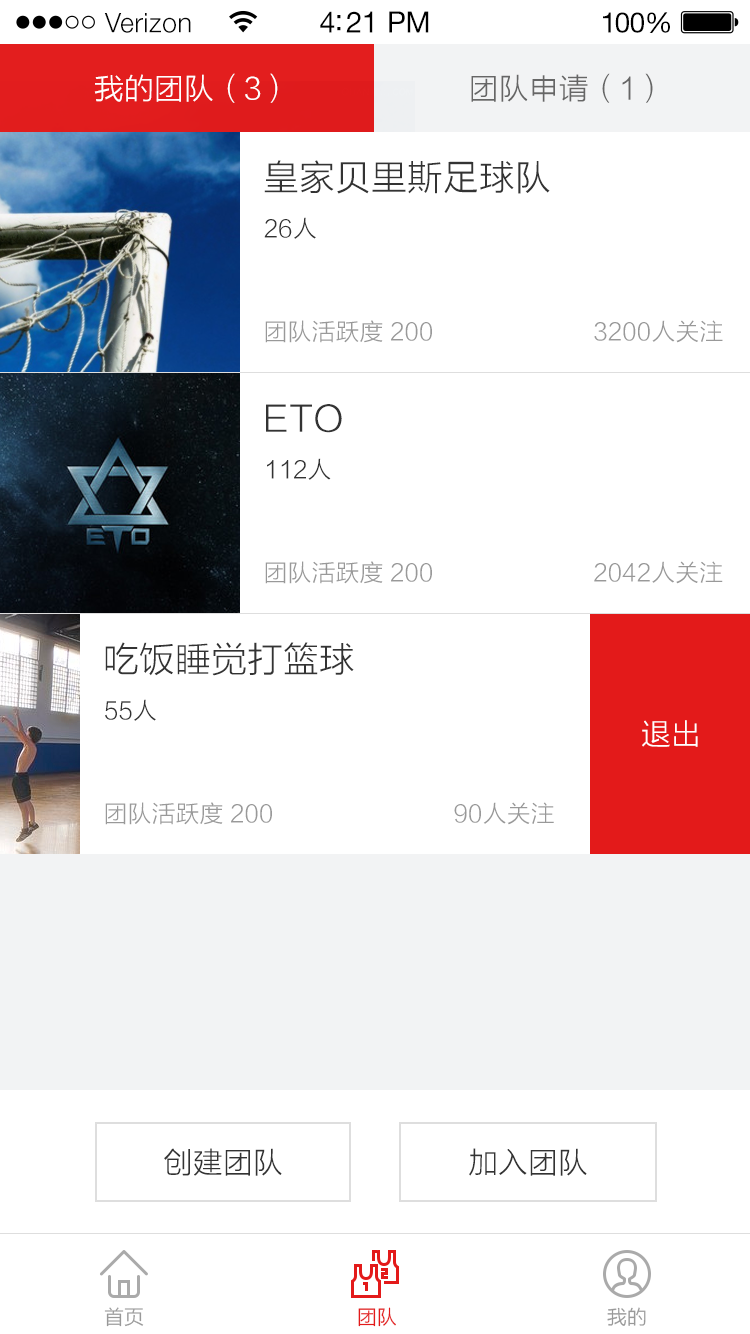 Verizon 4:21 PM 100%
我的团队（3） 团队申请（1）
皇家贝里斯足球队
26人
团队活跃度 200 3200人关注
ETO
112人
ETO
团队活跃度 200 2042人关注
吃饭睡觉打篮球
55人
退出
团队活跃度 200 90人关注
创建团队 加入团队
1 2
首页 团队 我的